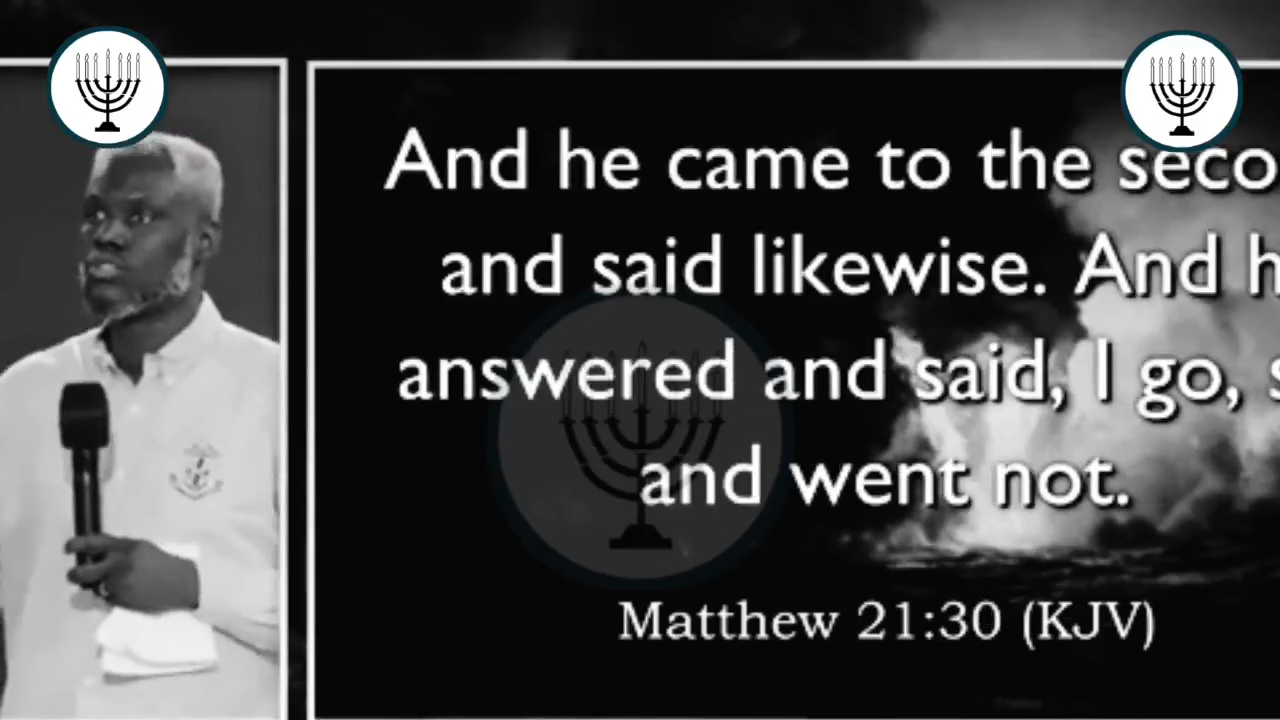 And he came to the seco
and said likewise. And h
answered and said, I go, s
and went not.
Matthew 21:30 (KJV)